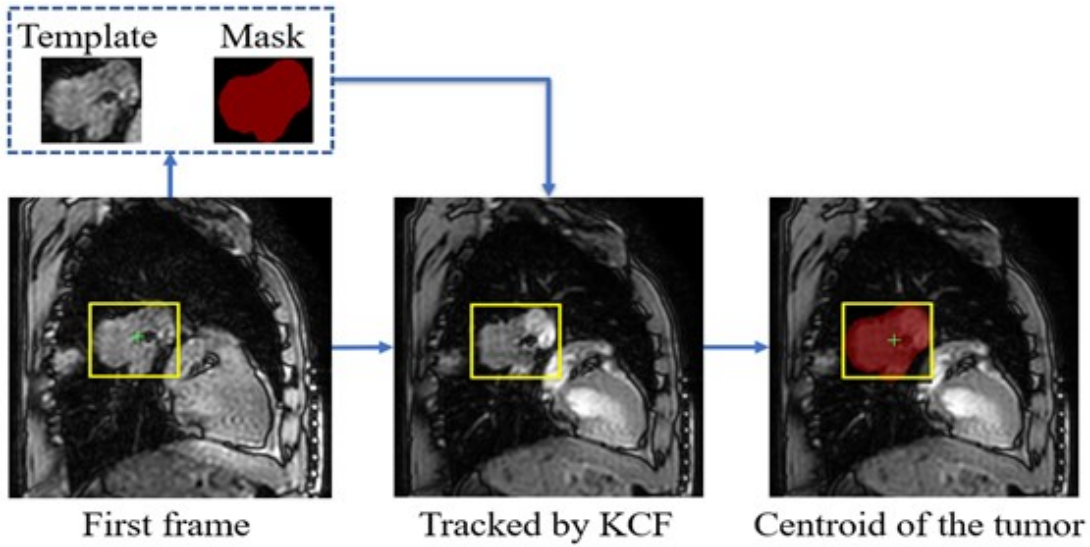 Template
Mask
First frame
Tracked by KCF
Centroid of the tumor